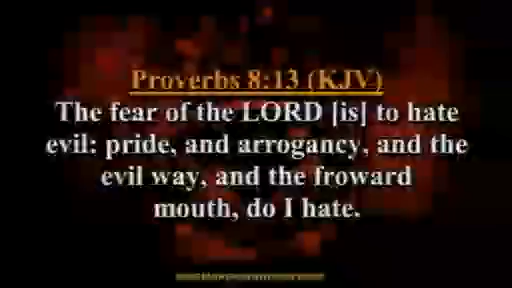 Proverbs 8:13 (KJV)
The fear of the LORD [is] to hate
evil: pride, and arrogancy, and the
evil way, and the froward
mouth, do I hate.